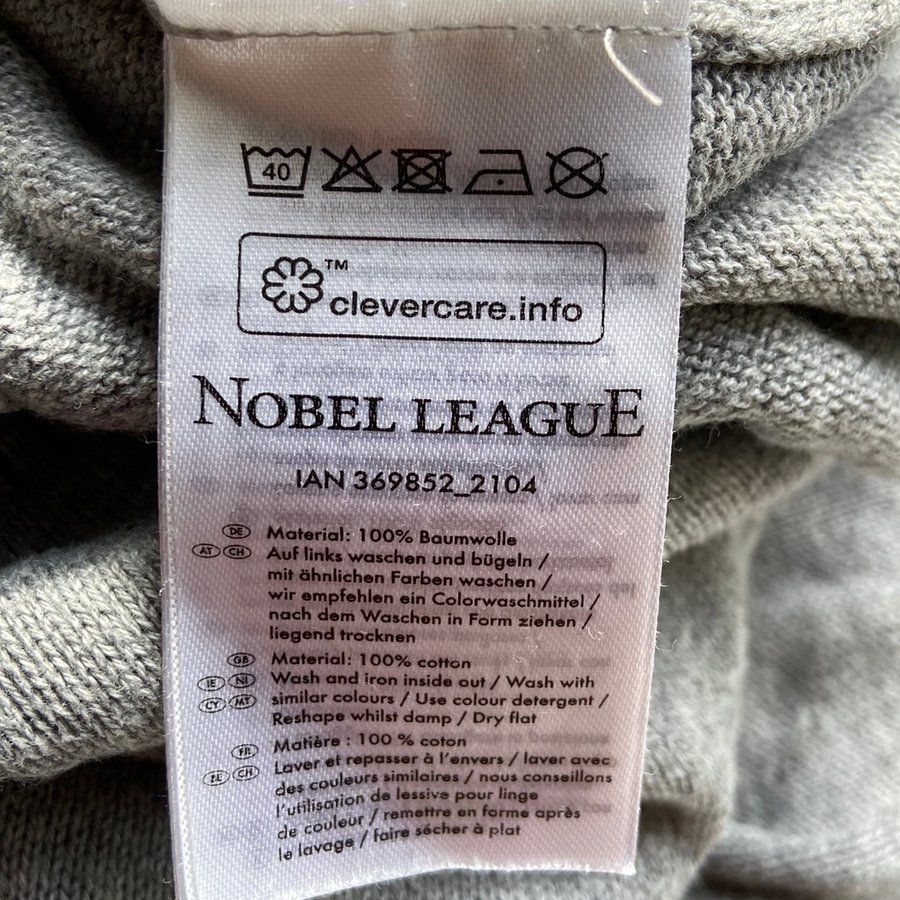 40
TM
clevercare.info
NOBEL LEAGUE
IAN 369852_2104
DE Material: 100% Baumwolle
AT CH Auf links waschen und bügeln /
mit ähnlichen Farben waschen /
wir empfehlen ein Colorwaschmittel /
nach dem Waschen in Form ziehen /
liegend trocknen
GB Material: 100% cotton
IE NI Wash and iron inside out / Wash with
CY MT similar colours / Use colour detergent /
Reshape whilst damp / Dry flat
FR Matière : 100 % coton
BE CH Laver et repasser à l'envers / laver avec
des couleurs similaires / nous conseillons
l'utilisation de lessive pour linge
de couleur / remettre en forme après
le lavage / faire sécher à plat